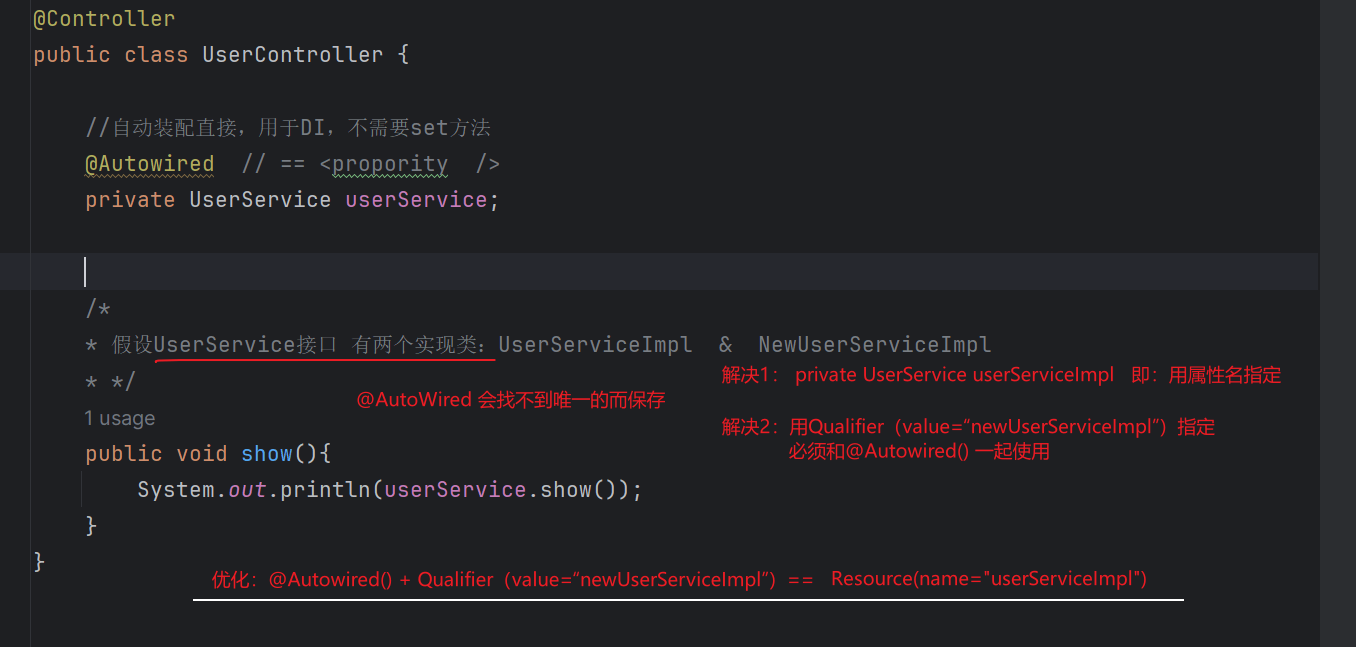 @Controller
public class UserController {
//自动装配直接，用于DI，不需要set方法
@Autowired // == <propority />
private UserService userService;
/*
* 假设UserService接口 有两个实现类：UserServiceImpl & NewUserServiceImpl
* */
解决1： private UserService userServiceImpl 即：用属性名指定
@AutoWired 会找不到唯一的而保存
1 usage
解决2：用Qualifier（value=“newUserServiceImpl”）指定
必须和@Autowired() 一起使用
public void show(){
System.out.println(userService.show());
}
}
优化：@Autowired() + Qualifier（value=“newUserServiceImpl”）== Resource(name="userServiceImpl")